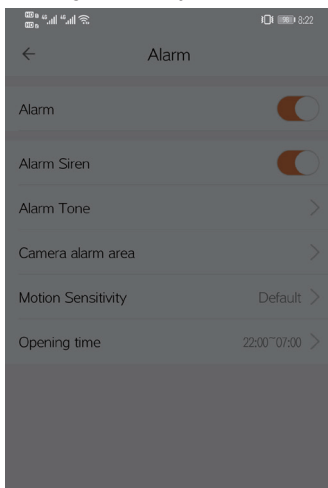 8:22
Alarm
Alarm
Alarm Siren
Alarm Tone
Camera alarm area
Motion Sensitivity Default
Opening time 22:00~07:00